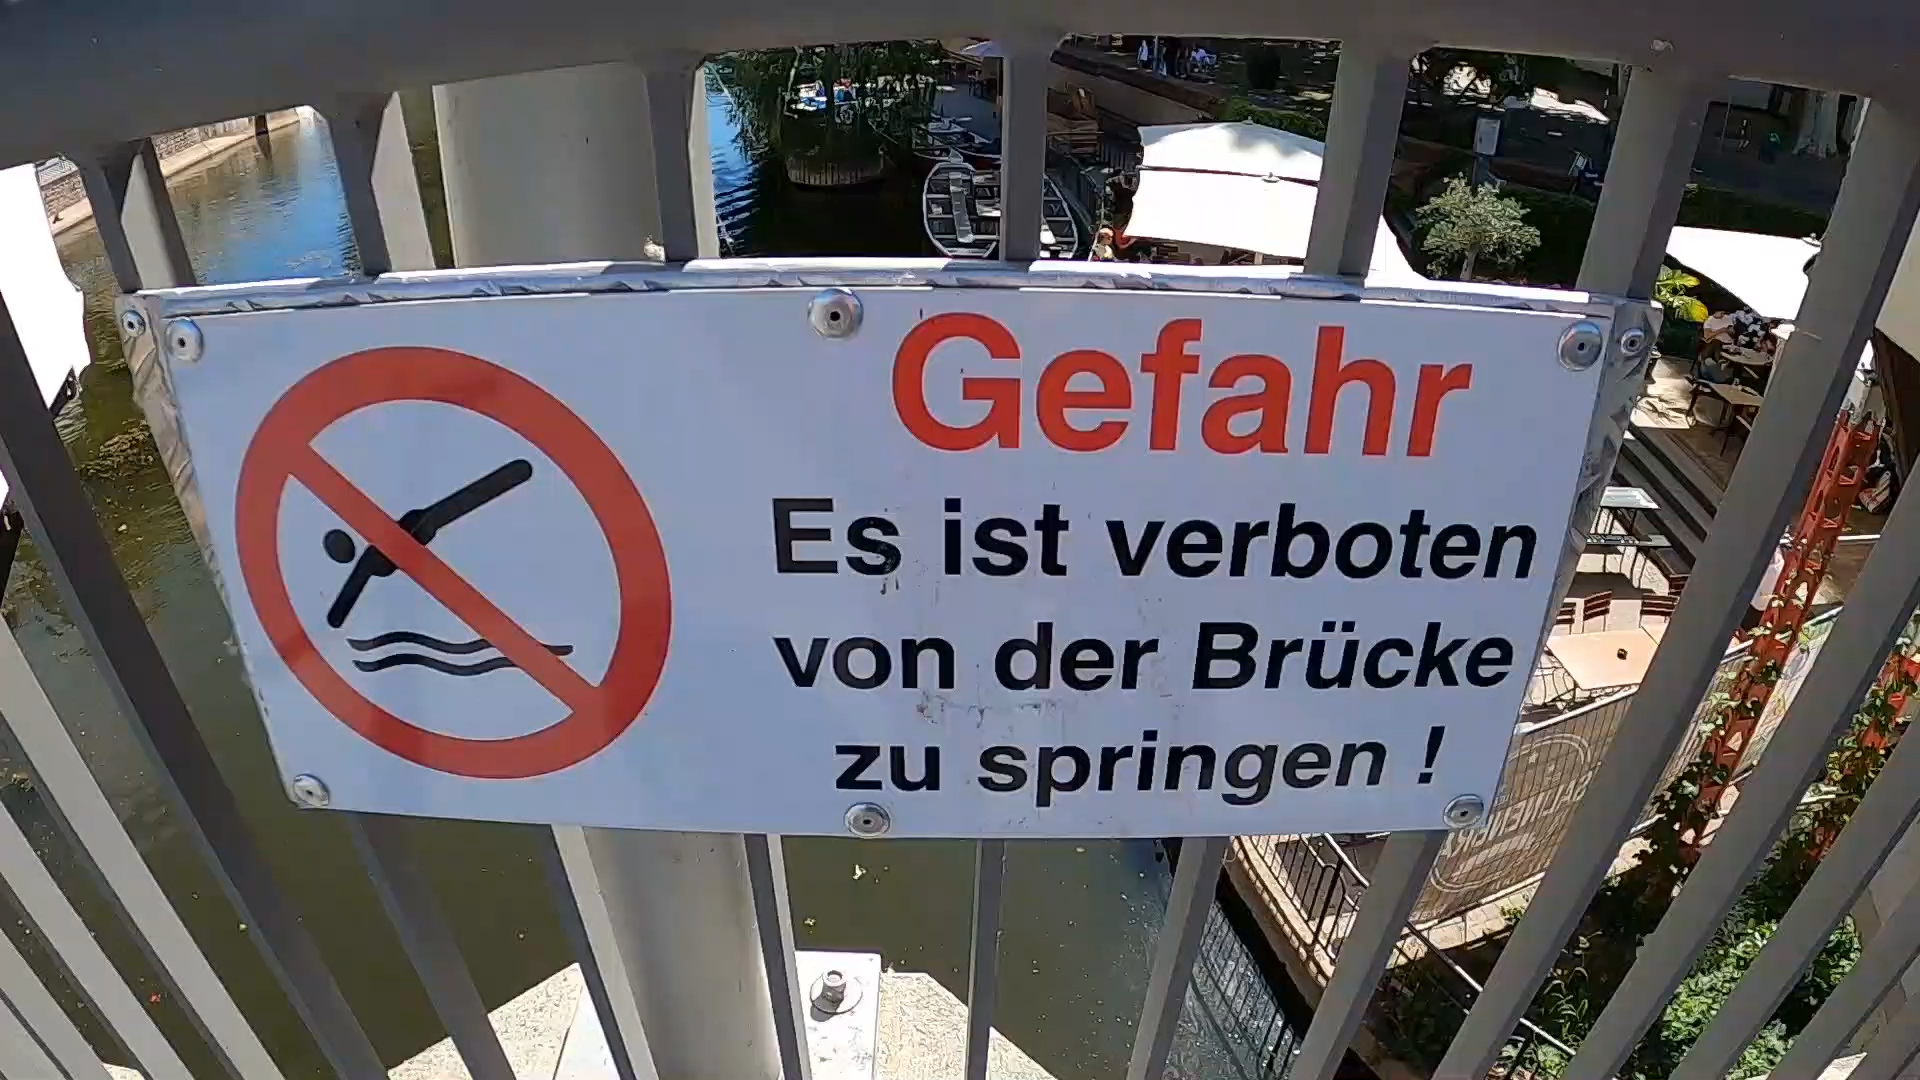 Gefahr
Es ist verboten
von der Brücke
zu springen !